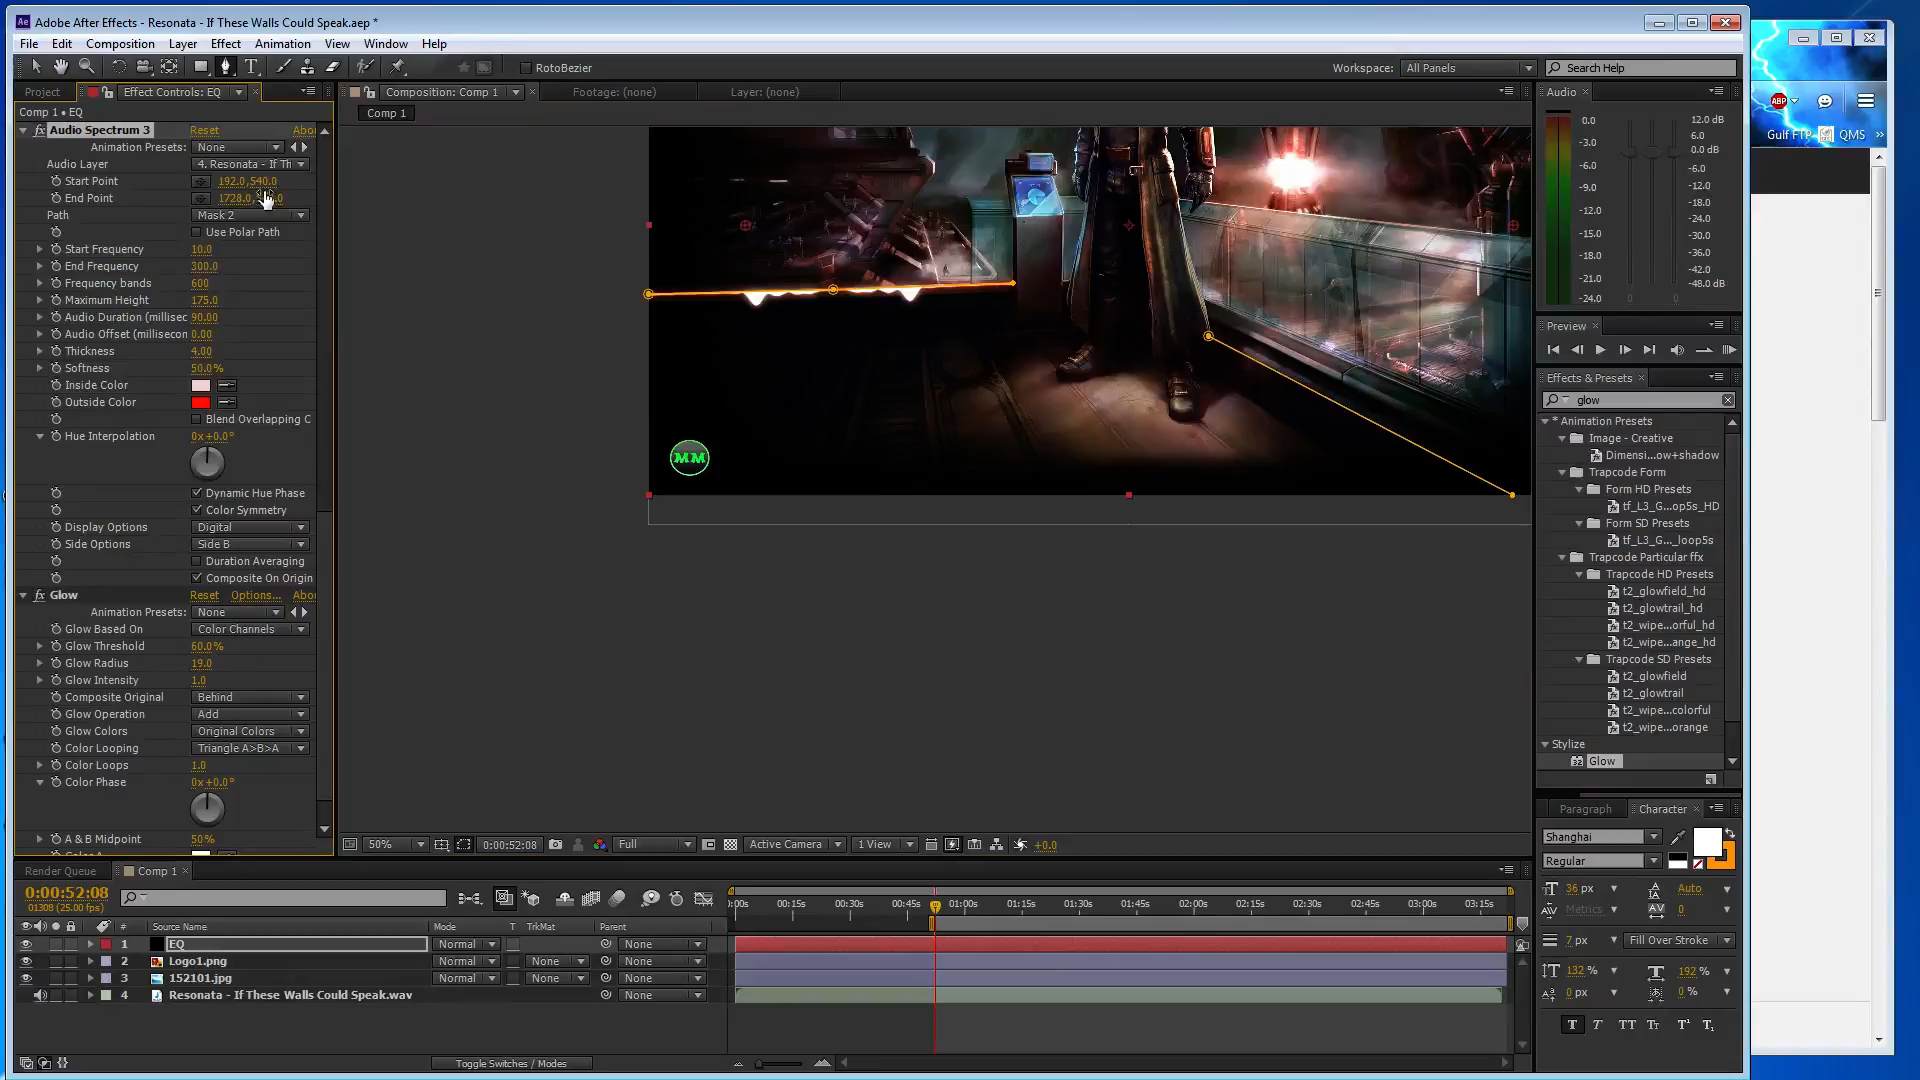 Adobe After Effects - Resonata - If These Walls Could Speak.aep *
File Edit Composition Layer Effect Animation View Window Help
RotoBezier
Workspace: All Panels
Search Help
Project
Effect Controls: EQ
Composition: Comp 1
Footage: (none)
Layer: (none)
Comp 1 • EQ
Comp 1
Audio Spectrum 3 Reset Abo
Animation Presets: None
Audio Layer 4. Resonata - If Th
Start Point 192.0,540.0
End Point 1728.0,
Path Mask 2
Use Polar Path
Start Frequency 10.0
End Frequency 300.0
Frequency bands 600
Maximum Height 175.0
Audio Duration (millisec 90.00
Audio Offset (millisecon 0.00
Thickness 4.00
Softness 50.0%
Inside Color
Outside Color
Blend Overlapping C
Hue Interpolation 0x+0.0°
Dynamic Hue Phase
Color Symmetry
Display Options Digital
Side Options Side B
Duration Averaging
Composite On Origin
Glow Reset Options... Abo
Animation Presets: None
Glow Based On Color Channels
Glow Threshold 60.0%
Glow Radius 19.0
Glow Intensity 1.0
Composite Original Behind
Glow Operation Add
Glow Colors Original Colors
Color Looping Triangle A>B>A
Color Loops 1.0
Color Phase 0x+0.0°
A & B Midpoint 50%
MM
50% 0:00:52:08 Full Active Camera 1 View +0.0
Audio
0.0
-3.0
-6.0
-9.0
-12.0
-15.0
-18.0
-21.0
-24.0
12.0 dB
6.0
0.0 dB
-6.0
-12.0
-18.0
-24.0
-30.0
-36.0
-42.0
-48.0 dB
0 0
Preview
Effects & Presets
glow
* Animation Presets
Image - Creative
Dimensi...ow+shadow
Trapcode Form
Form HD Presets
tf_L3_G...op5s_HD
Form SD Presets
tf_L3_G..._loop5s
Trapcode Particular ffx
Trapcode HD Presets
t2_glowfield_hd
t2_glowtrail_hd
t2_wipe...orful_hd
t2_wipe...ange_hd
Trapcode SD Presets
t2_glowfield
t2_glowtrail
t2_wipe...colorful
t2_wipe...orange
Stylize
32 Glow
Paragraph Character
Shanghai
Regular
36 px Auto
Metrics 0
7 px Fill Over Stroke
132 % 192 %
0 px 0 %
T T TT Tт T¹ T₁
ABP
Gulf FTP QMS »
Render Queue Comp 1
0:00:52:08
01308 (25.00 fps)
:00s 00:15s 00:30s 00:45s 01:00s 01:15s 01:30s 01:45s 02:00s 02:15s 02:30s 02:45s 03:00s 03:15s
# Source Name Mode T TrkMat Parent
1 EQ Normal None
2 Logo1.png Normal None None
3 152101.jpg Normal None None
4 Resonata - If These Walls Could Speak.wav None
Toggle Switches / Modes